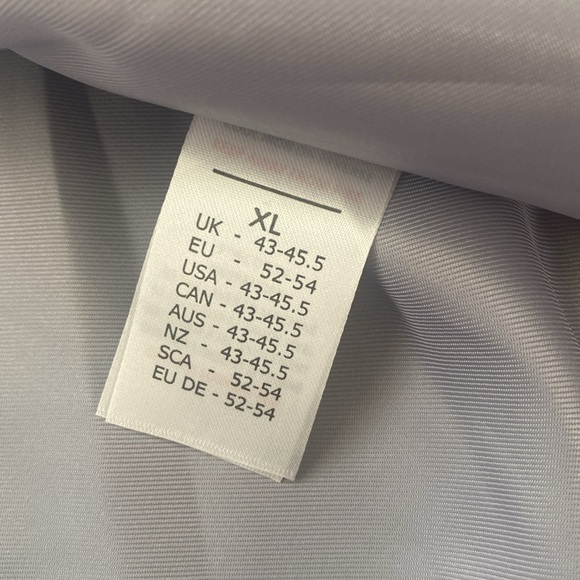 XL
UK - 43-45.5
EU - 52-54
USA - 43-45.5
CAN - 43-45.5
AUS - 43-45.5
NZ - 43-45.5
SCA - 52-54
EU DE - 52-54